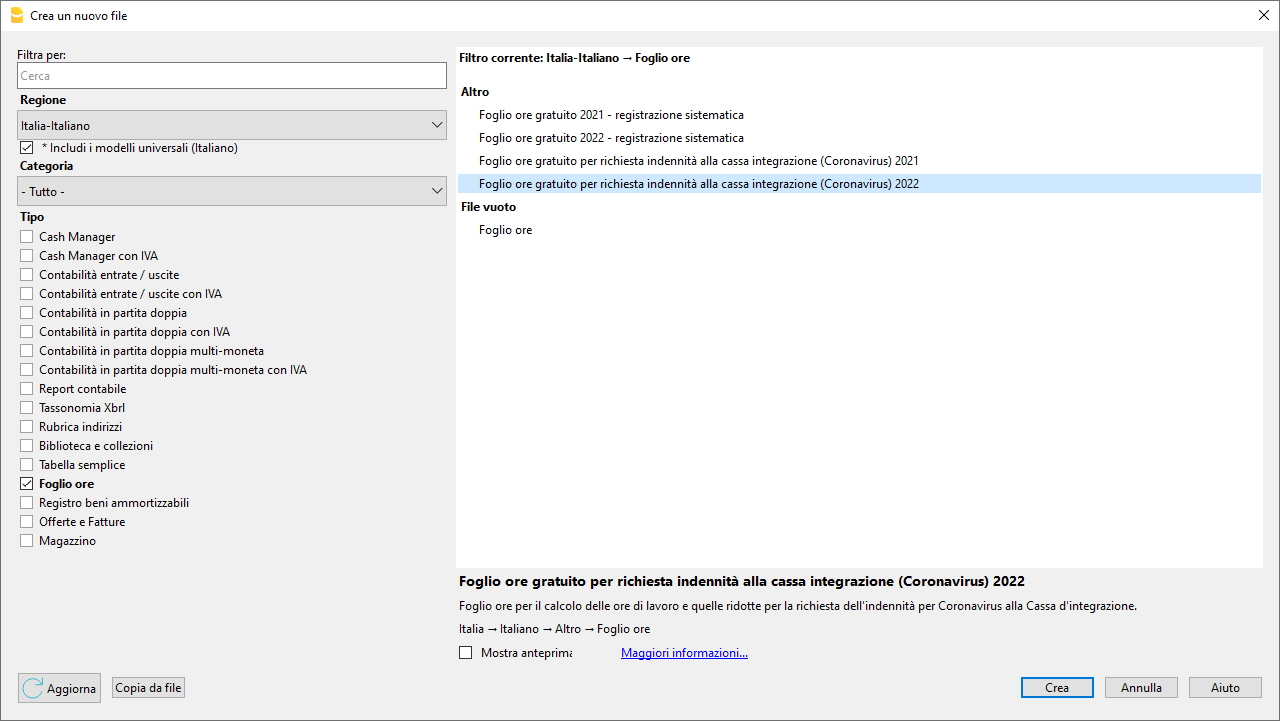 Crea un nuovo file
Filtra per:
Cerca
Regione
Italia-Italiano
* Includi i modelli universali (Italiano)
Categoria
- Tutto -
Tipo
Cash Manager
Cash Manager con IVA
Contabilità entrate / uscite
Contabilità entrate / uscite con IVA
Contabilità in partita doppia
Contabilità in partita doppia con IVA
Contabilità in partita doppia multi-moneta
Contabilità in partita doppia multi-moneta con IVA
Report contabile
Tassonomia Xbrl
Rubrica indirizzi
Biblioteca e collezioni
Tabella semplice
Foglio ore
Registro beni ammortizzabili
Offerte e Fatture
Magazzino
Filtro corrente: Italia-Italiano → Foglio ore
Altro
Foglio ore gratuito 2021 - registrazione sistematica
Foglio ore gratuito 2022 - registrazione sistematica
Foglio ore gratuito per richiesta indennità alla cassa integrazione (Coronavirus) 2021
Foglio ore gratuito per richiesta indennità alla cassa integrazione (Coronavirus) 2022
File vuoto
Foglio ore
Foglio ore gratuito per richiesta indennità alla cassa integrazione (Coronavirus) 2022
Foglio ore per il calcolo delle ore di lavoro e quelle ridotte per la richiesta dell'indennità per Coronavirus alla Cassa d'integrazione.
Italia → Italiano → Altro → Foglio ore
Mostra anteprima Maggiori informazioni...
Aggiorna Copia da file Crea Annulla Aiuto